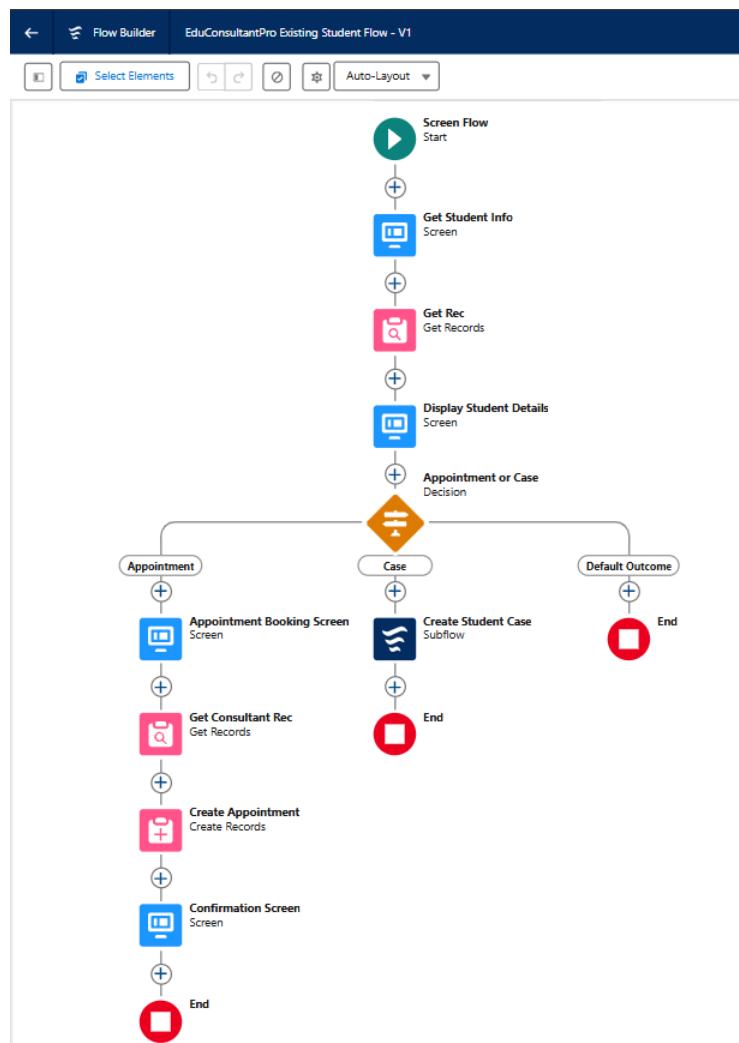 Flow Builder
EduConsultantPro Existing Student Flow - V1
Select Elements
Auto-Layout
Screen Flow
Start
Get Student Info
Screen
Get Rec
Get Records
Display Student Details
Screen
Appointment or Case
Decision
Appointment
Case
Default Outcome
Appointment Booking Screen
Screen
Create Student Case
Subflow
End
Get Consultant Rec
Get Records
End
Create Appointment
Create Records
Confirmation Screen
Screen
End